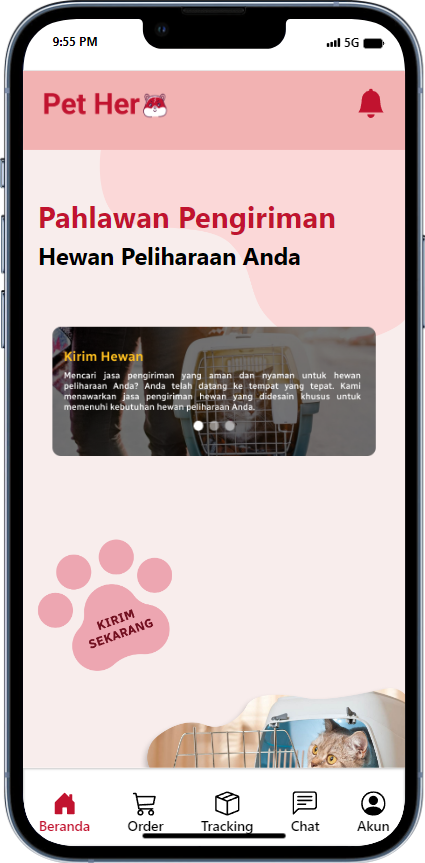 9:55 PM
5G
Pet Her
Pahlawan Pengiriman
Hewan Peliharaan Anda
Kirim Hewan
Mencari jasa pengiriman yang aman dan nyaman untuk hewan
peliharaan Anda? Anda telah datang ke tempat yang tepat. Kami
menawarkan jasa pengiriman hewan yang didesain khusus untuk
memenuhi kebutuhan hewan peliharaan Anda.
KIRIM
SEKARANG
Beranda
Order
Tracking
Chat
Akun